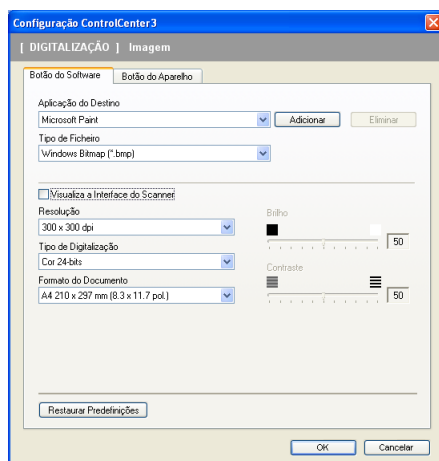 Configuração ControlCenter3
[ DIGITALIZAÇÃO ] Imagem
Botão do Software Botão do Aparelho
Aplicação do Destino
Microsoft Paint Adicionar Eliminar
Tipo de Ficheiro
Windows Bitmap (*.bmp)
Visualiza a Interface do Scanner
Resolução Brilho
300 x 300 dpi 50
Tipo de Digitalização
Cor 24-bits Contraste
Formato do Documento
A4 210 x 297 mm (8.3 x 11.7 pol.) 50
Restaurar Predefinições
OK Cancelar